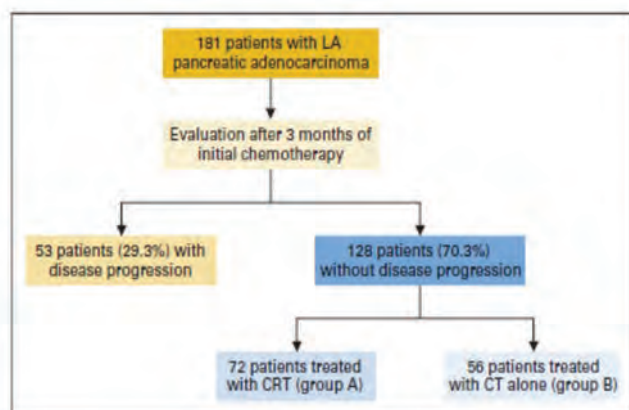 181 patients with LA
pancreatic adenocarcinoma
Evaluation after 3 months of
initial chemotherapy
53 patients (29.3%) with
disease progression
128 patients (70.3%)
without disease progression
72 patients treated
with CRT (group A)
56 patients treated
with CT alone (group B)